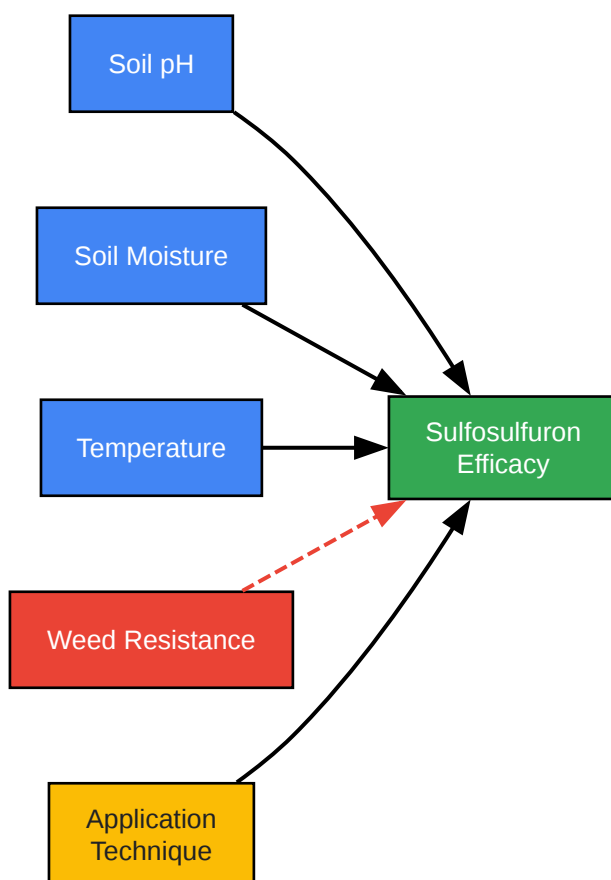 Soil pH
Soil Moisture
Temperature
Sulfosulfuron
Efficacy
Weed Resistance
Application
Technique